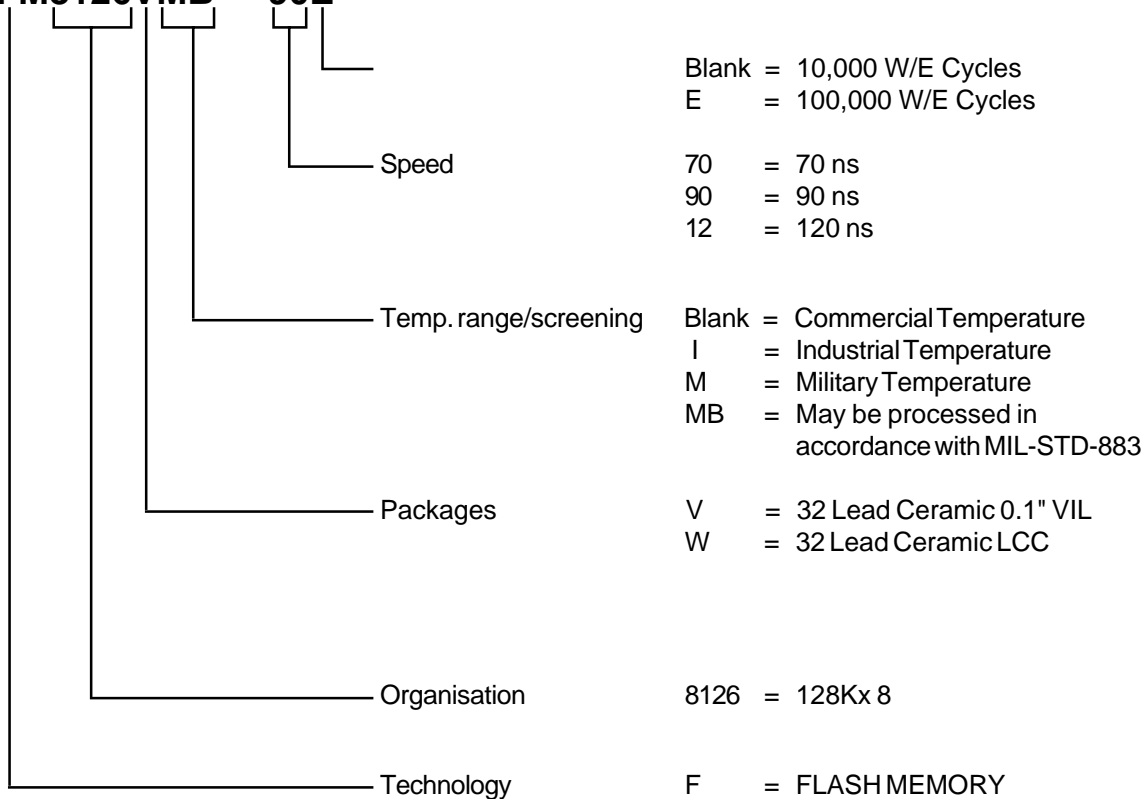 Blank = 10,000 W/E Cycles
E = 100,000 W/E Cycles
Speed 70 = 70 ns
90 = 90 ns
12 = 120 ns
Temp. range/screening Blank = Commercial Temperature
I = Industrial Temperature
M = Military Temperature
MB = May be processed in
accordance with MIL-STD-883
Packages V = 32 Lead Ceramic 0.1" VIL
W = 32 Lead Ceramic LCC
Organisation 8126 = 128K x 8
Technology F = FLASH MEMORY